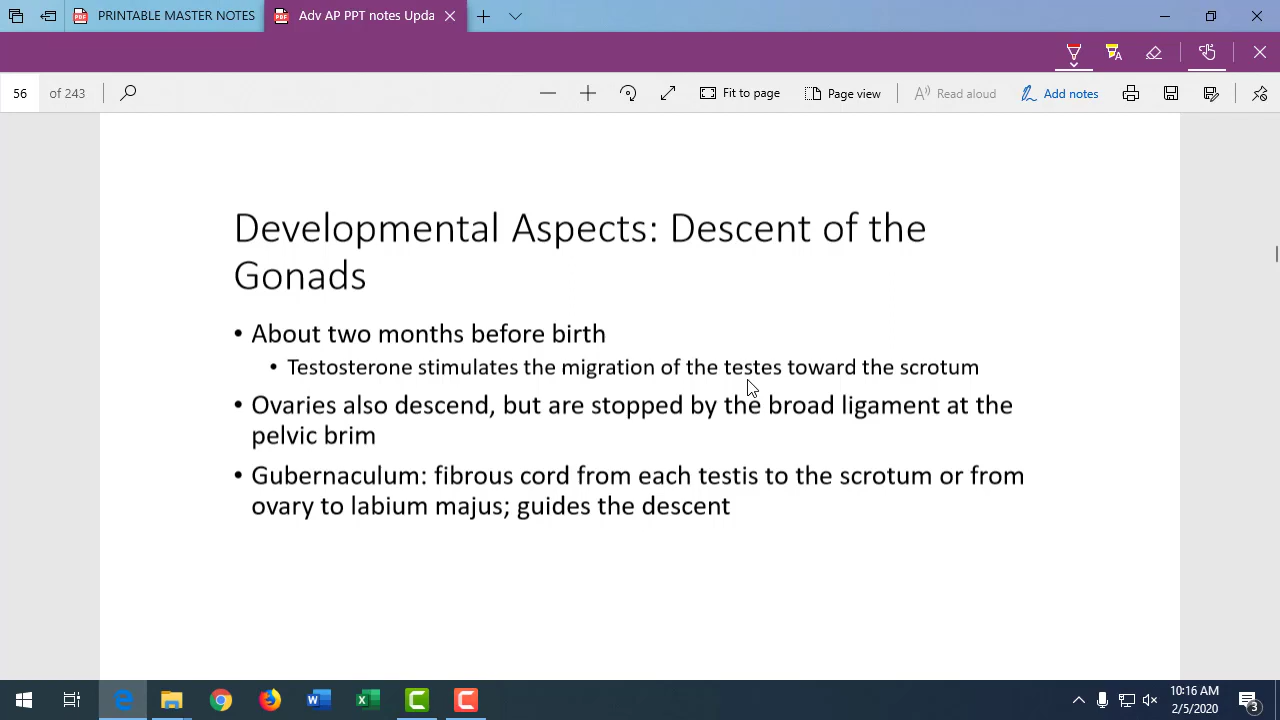 PRINTABLE MASTER NOTES
Adv AP PPT notes Upda
56 of 243
Fit to page
Page view
Read aloud
Add notes
Developmental Aspects: Descent of the
Gonads
• About two months before birth
• Testosterone stimulates the migration of the testes toward the scrotum
• Ovaries also descend, but are stopped by the broad ligament at the
pelvic brim
• Gubernaculum: fibrous cord from each testis to the scrotum or from
ovary to labium majus; guides the descent
10:16 AM
2/5/2020
3